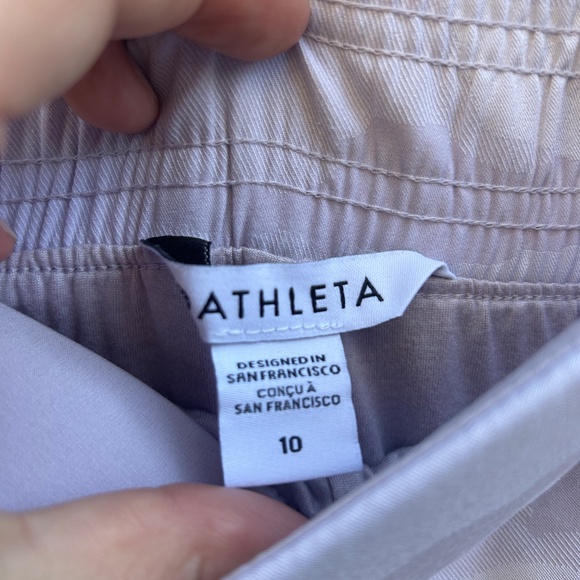 ATHLETA
DESIGNED IN
SAN FRANCISCO
CONÇU À
SAN FRANCISCO
10